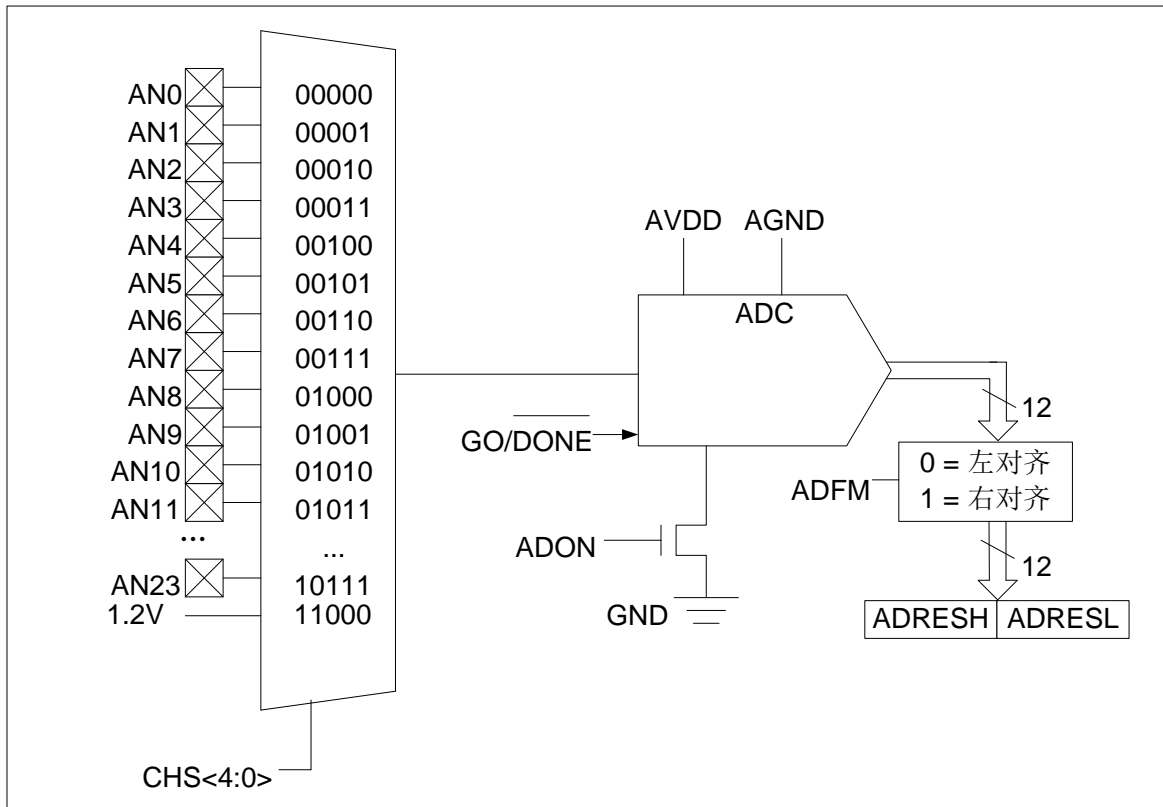 AN0 00000
AN1 00001
AN2 00010
AN3 00011
AN4 00100
AN5 00101
AN6 00110
AN7 00111
AN8 01000
AN9 01001
AN10 01010
AN11 01011
... ...
AN23 10111
1.2V 11000
CHS<4:0>
AVDD AGND
ADC
GO/DONE
ADON
GND
12
ADFM
0 = 左对齐
1 = 右对齐
12
ADRESH ADRESL